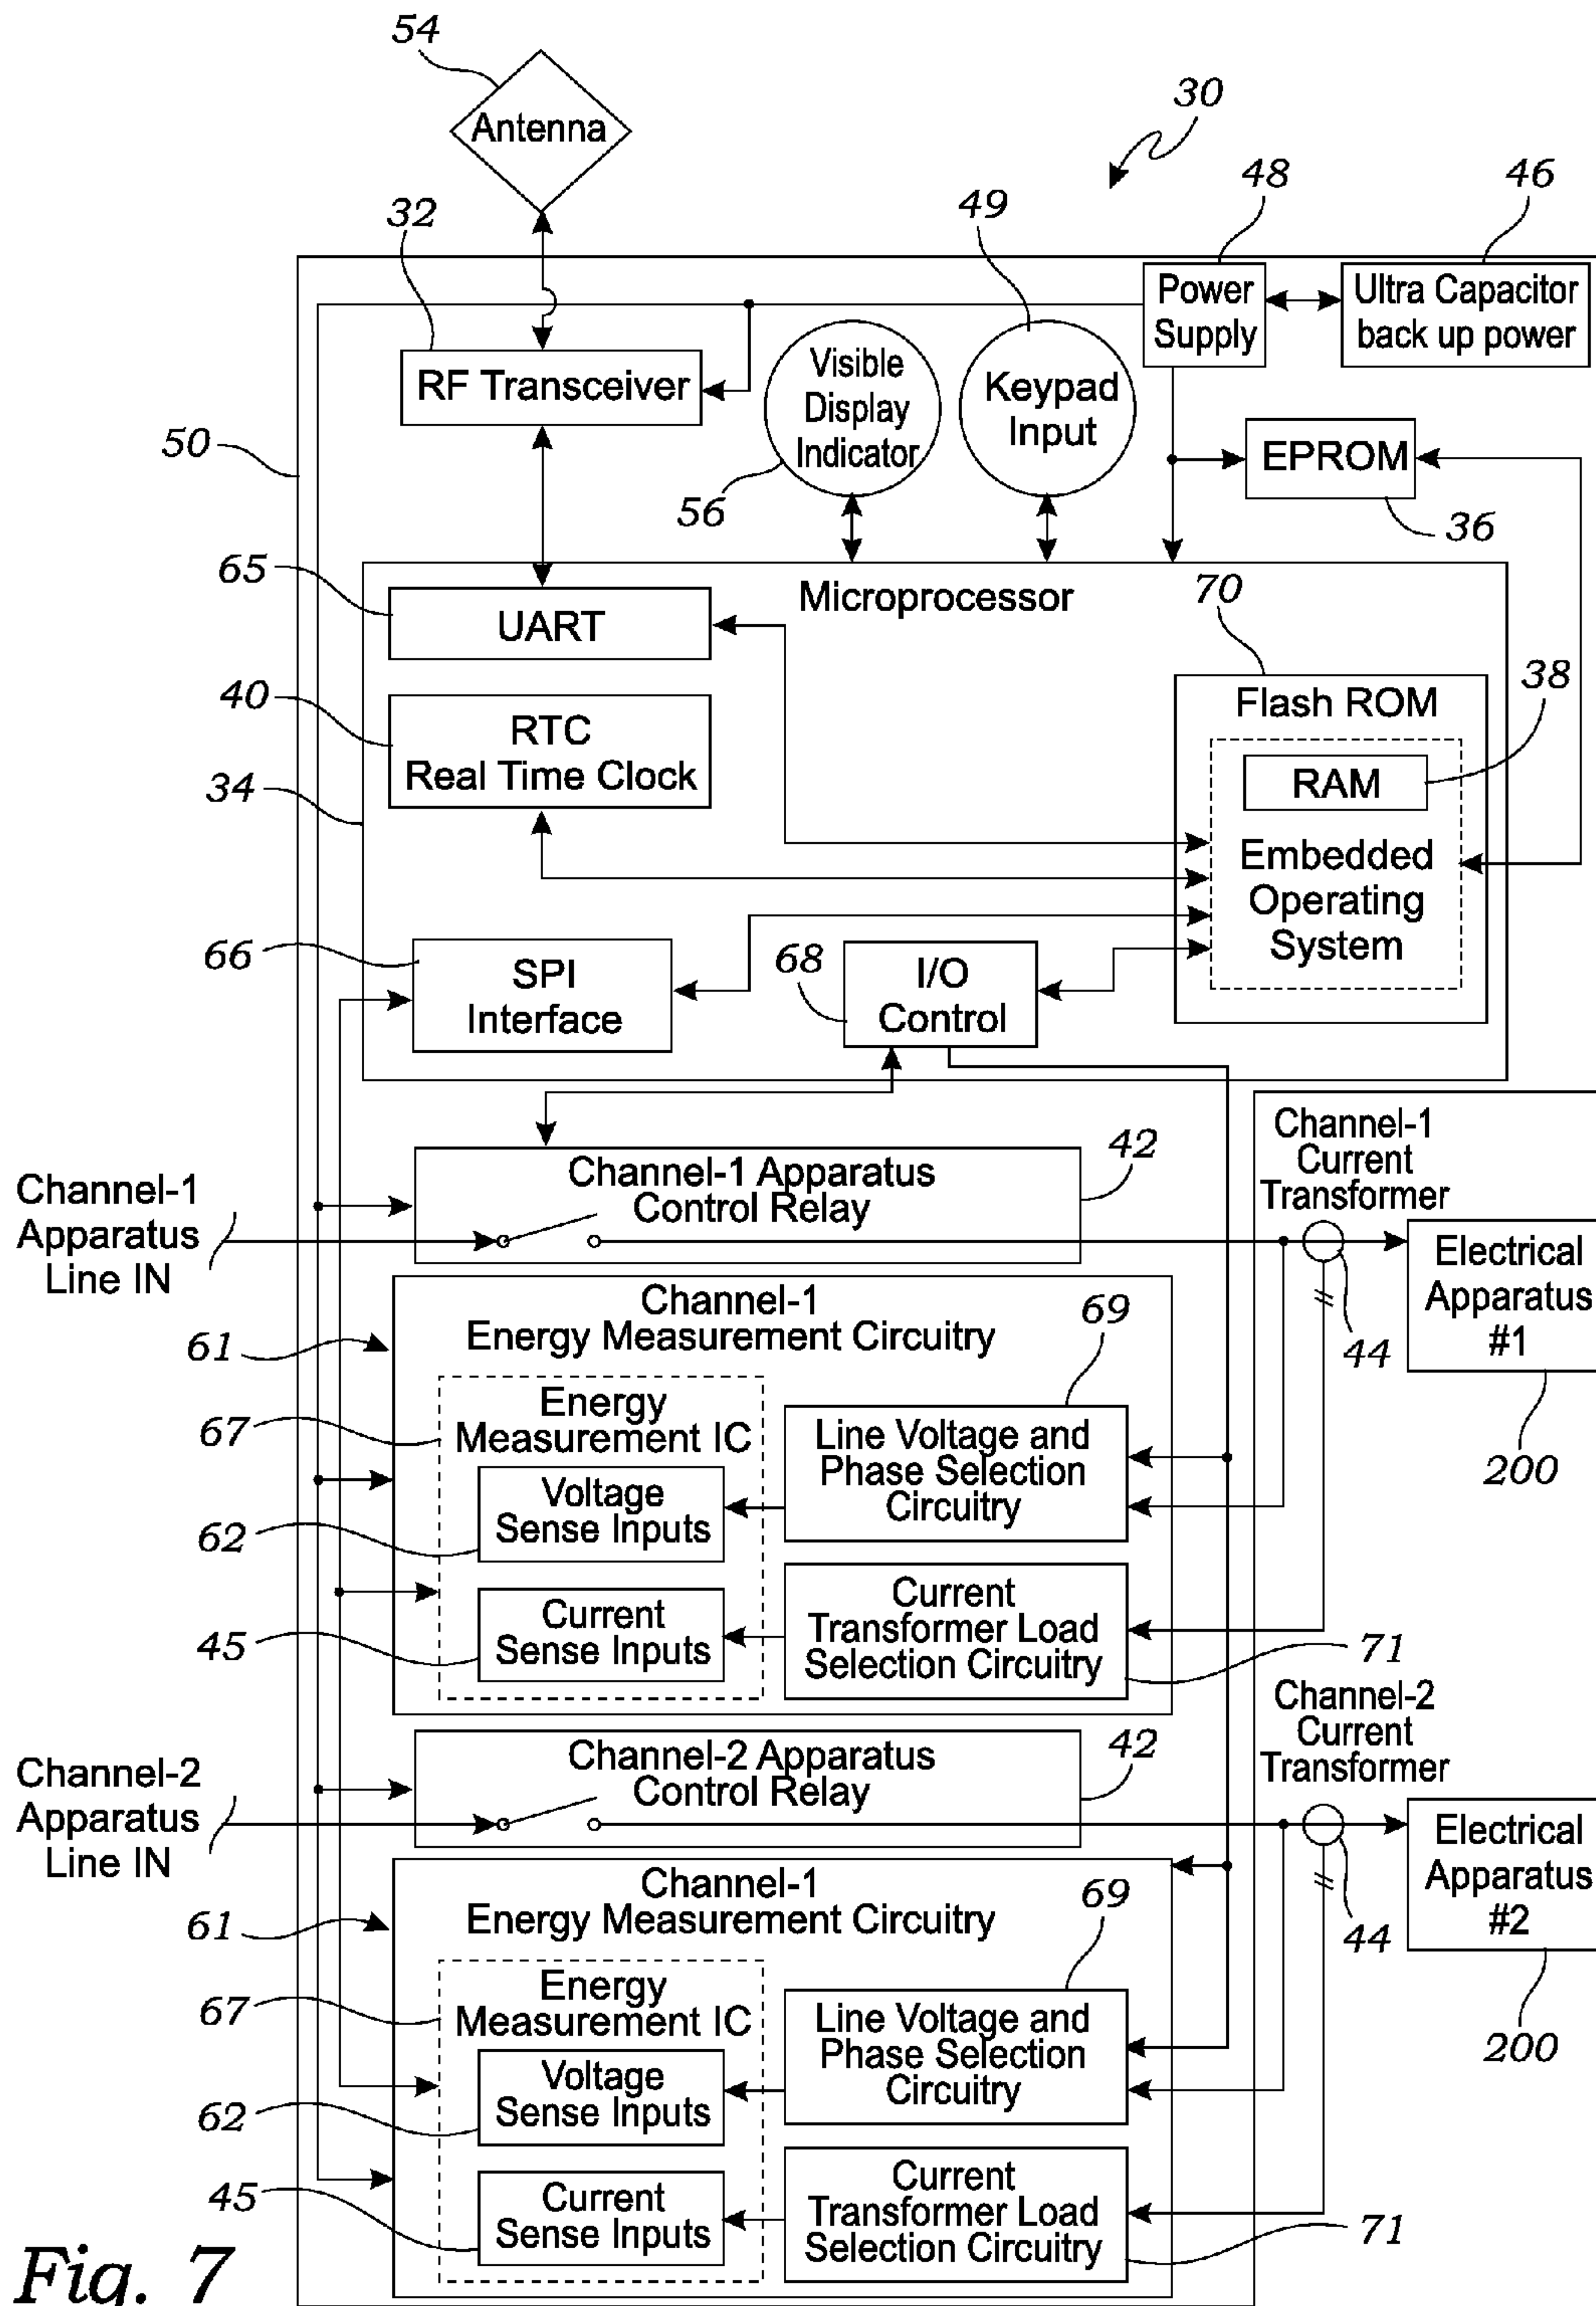 54
Antenna
30
48
46
49
32
Power
Supply
Ultra Capacitor
back up power
RF Transceiver
Visible
Display
Indicator
Keypad
Input
50
EPROM
56
36
65
Microprocessor
70
UART
38
40
RTC
Real Time Clock
Flash ROM
RAM
34
Embedded
Operating
System
66
SPI
Interface
68
I/O
Control
Channel-1
Current
Transformer
Channel-1
Apparatus
Line IN
Channel-1 Apparatus
Control Relay
42
Electrical
Apparatus
#1
61
Channel-1
Energy Measurement Circuitry
69
44
67
Energy
Measurement IC
Line Voltage and
Phase Selection
Circuitry
200
62
Voltage
Sense Inputs
45
Current
Sense Inputs
Current
Transformer Load
Selection Circuitry
71
Channel-2
Current
Transformer
Channel-2
Apparatus
Line IN
Channel-2 Apparatus
Control Relay
42
Electrical
Apparatus
#2
61
Channel-1
Energy Measurement Circuitry
69
44
67
Energy
Measurement IC
Line Voltage and
Phase Selection
Circuitry
200
62
Voltage
Sense Inputs
45
Current
Sense Inputs
Current
Transformer Load
Selection Circuitry
71
Fig. 7